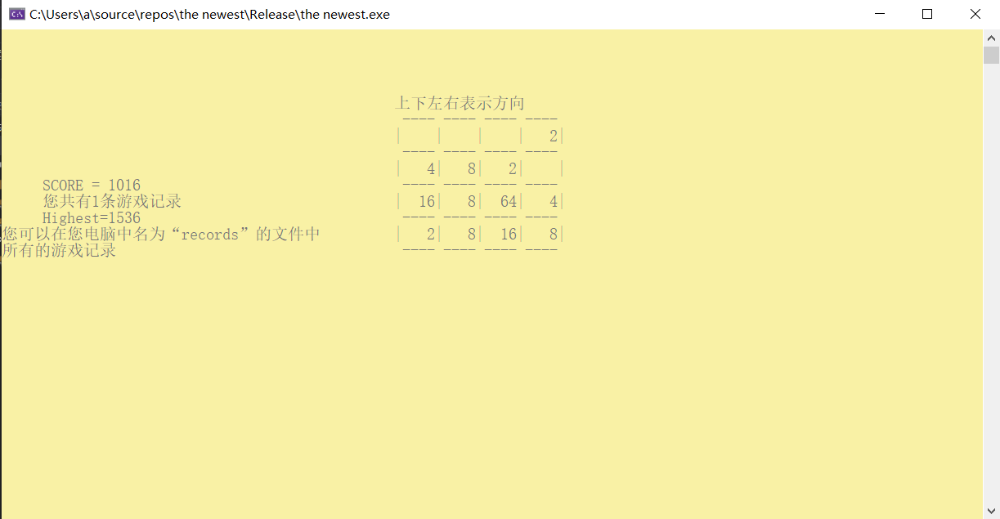 C:\Users\a\source\repos\the newest\Release\the newest.exe
上下左右表示方向
---- ---- ---- ----
|    |    |    |   2|
---- ---- ---- ----
|   4|   8|   2|    |
---- ---- ---- ----
|  16|   8|  64|   4|
---- ---- ---- ----
|   2|   8|  16|   8|
---- ---- ---- ----
SCORE = 1016
您共有1条游戏记录
Highest=1536
您可以在您电脑中名为“records”的文件中
所有的游戏记录